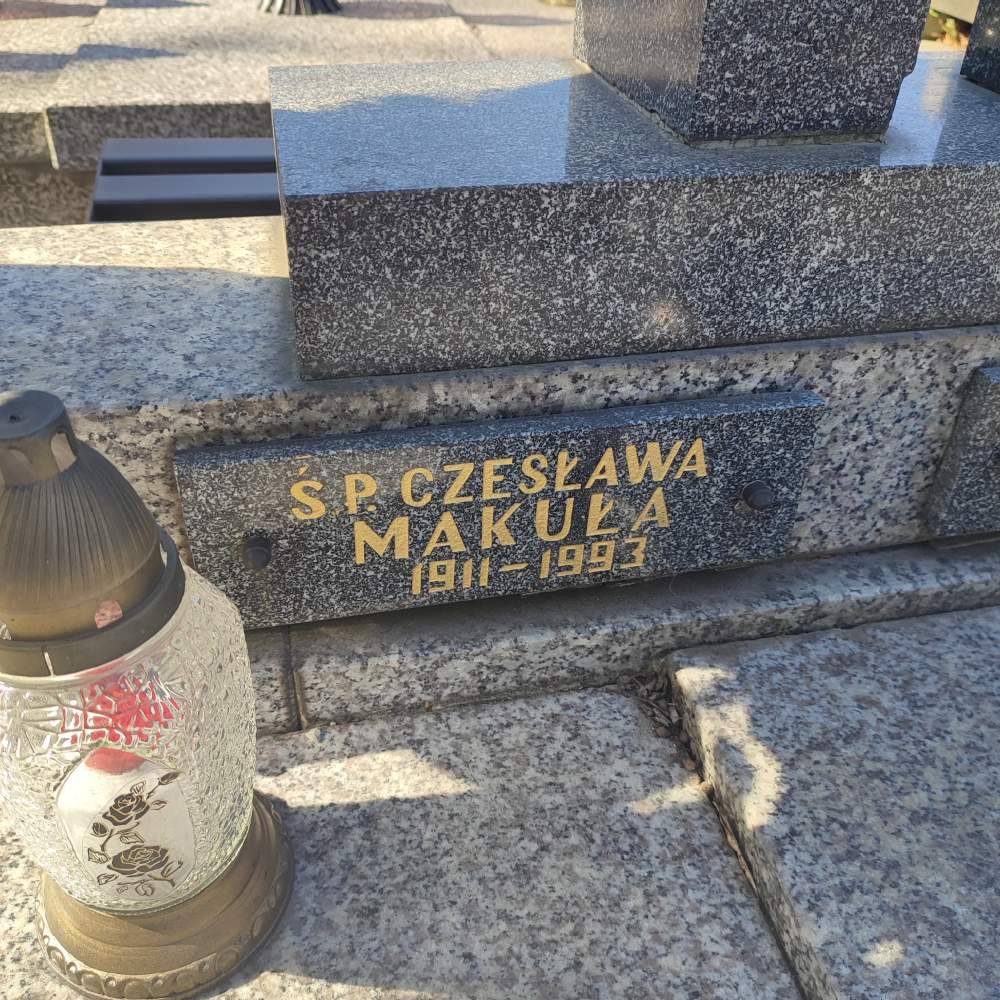 Ś.P. CZESŁAWA
MAKUŁA
1911-1993